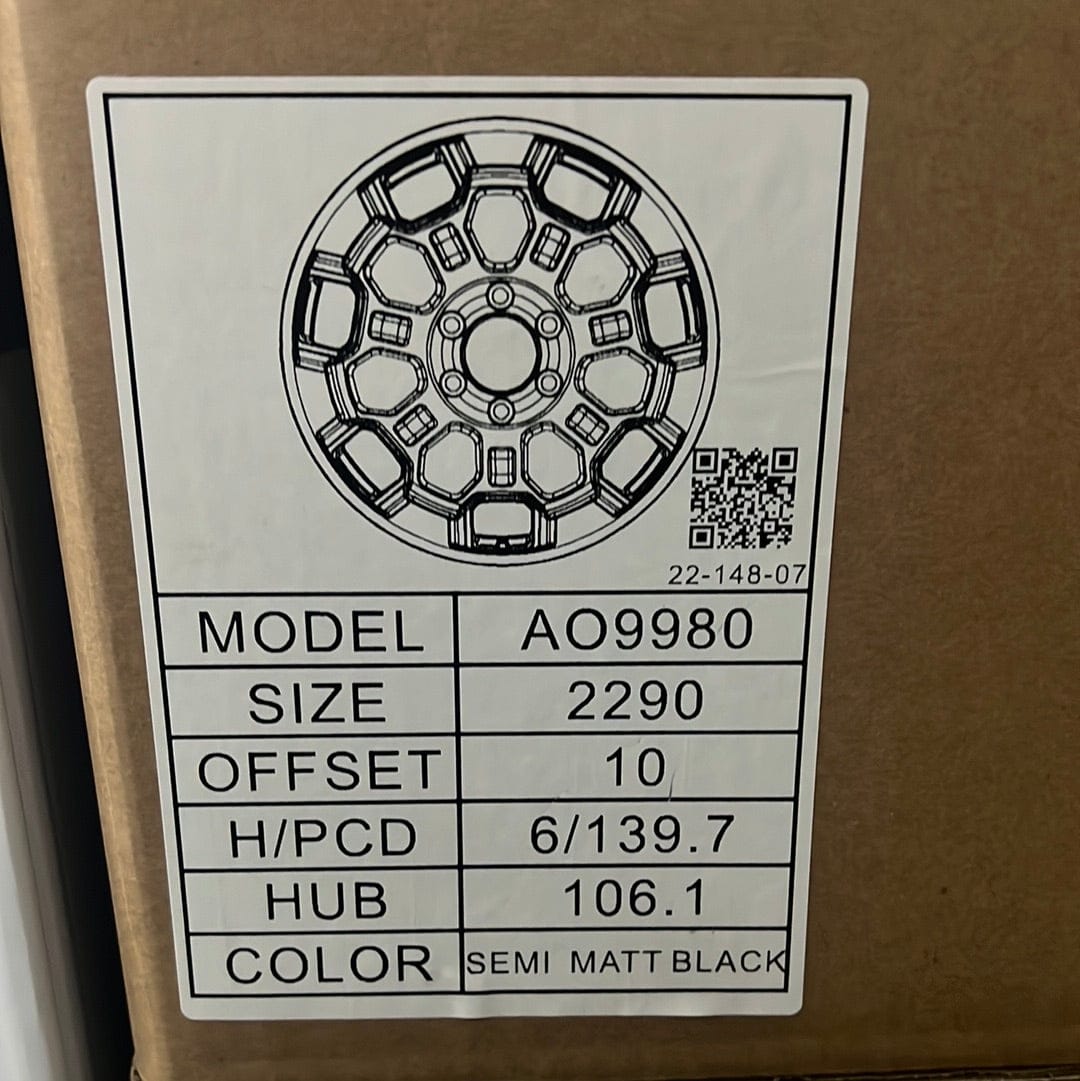 22-148-07
MODEL AO9980
SIZE 2290
OFFSET 10
H/PCD 6/139.7
HUB 106.1
COLOR SEMI MATT BLACK